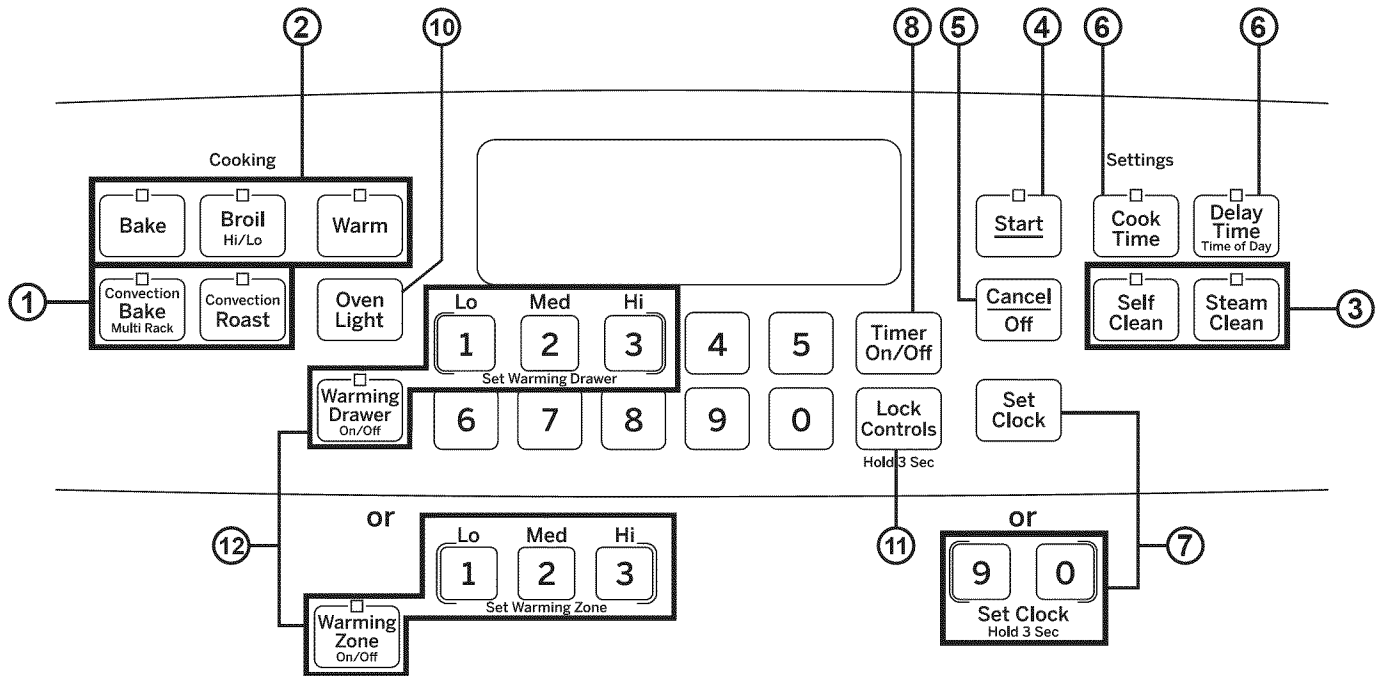 2 10 8 5 4 6 6
Cooking
Settings
Bake
Broil
Hi/Lo
Warm
Start
Cook
Time
Delay
Time
Time of Day
1
Convection
Bake
Multi Rack
Convection
Roast
Oven
Light
Lo Med Hi
1 2 3 4 5
Set Warming Drawer
Timer
On/Off
Cancel
Off
Self
Clean
Steam
Clean
3
Warming
Drawer
On/Off
6 7 8 9 0
Lock
Controls
Hold 3 Sec
Set
Clock
or
or
12
11
7
Lo Med Hi
1 2 3
Set Warming Zone
Warming
Zone
On/Off
9 0
Set Clock
Hold 3 Sec